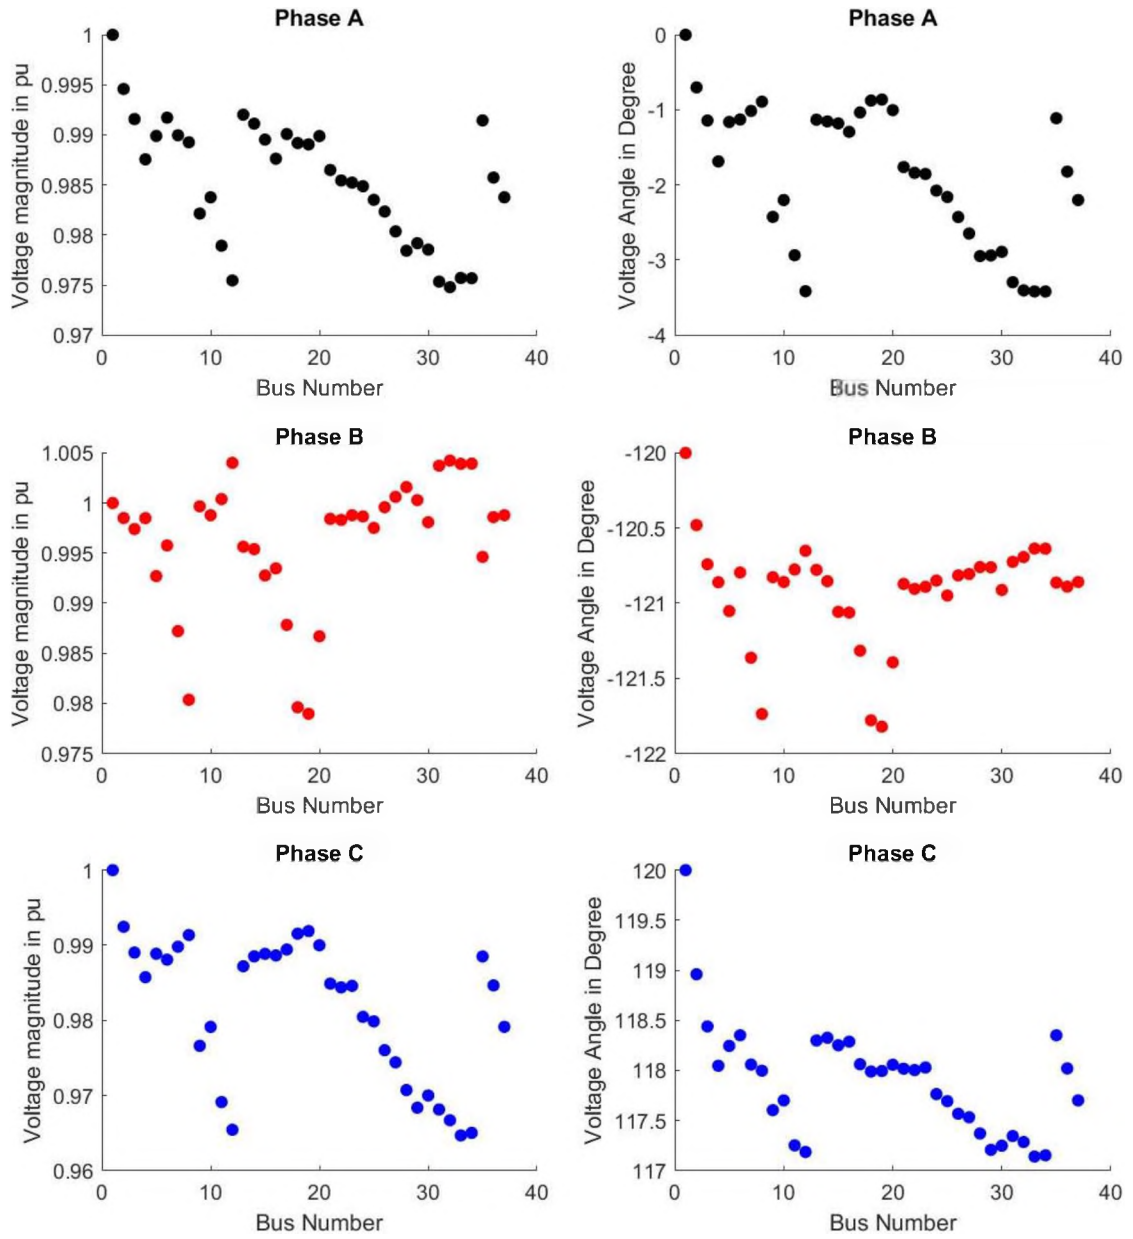 Phase A
Voltage magnitude in pu
1
0.995
0.99
0.985
0.98
0.975
0.97
0 10 20 30 40
Bus Number
Phase A
Voltage Angle in Degree
0
-1
-2
-3
-4
0 10 20 30 40
Bus Number
Phase B
Voltage magnitude in pu
1.005
1
0.995
0.99
0.985
0.98
0.975
0 10 20 30 40
Bus Number
Phase B
Voltage Angle in Degree
-120
-120.5
-121
-121.5
-122
0 10 20 30 40
Bus Number
Phase C
Voltage magnitude in pu
1
0.99
0.98
0.97
0.96
0 10 20 30 40
Bus Number
Phase C
Voltage Angle in Degree
120
119.5
119
118.5
118
117.5
117
0 10 20 30 40
Bus Number